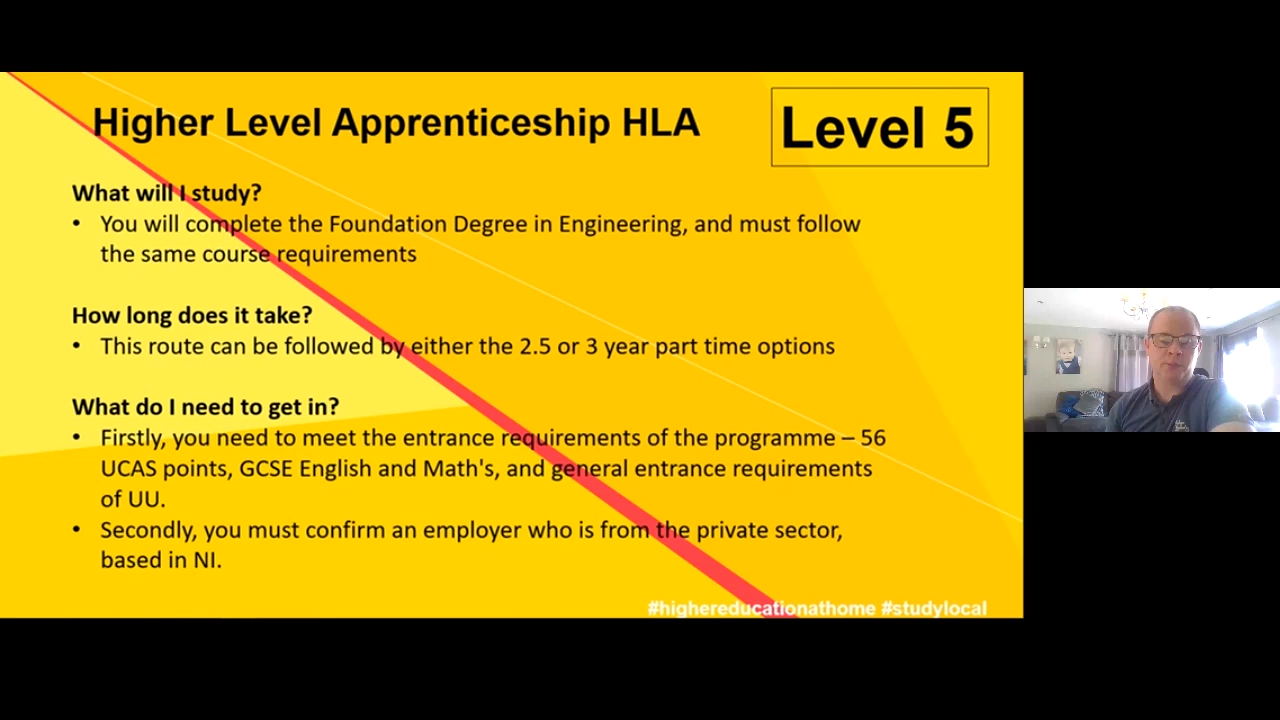 Higher Level Apprenticeship HLA
Level 5
What will I study?
• You will complete the Foundation Degree in Engineering, and must follow
the same course requirements
How long does it take?
• This route can be followed by either the 2.5 or 3 year part time options
What do I need to get in?
• Firstly, you need to meet the entrance requirements of the programme – 56
UCAS points, GCSE English and Math's, and general entrance requirements
of UU.
• Secondly, you must confirm an employer who is from the private sector,
based in NI.
#highereducationathome #studylocal